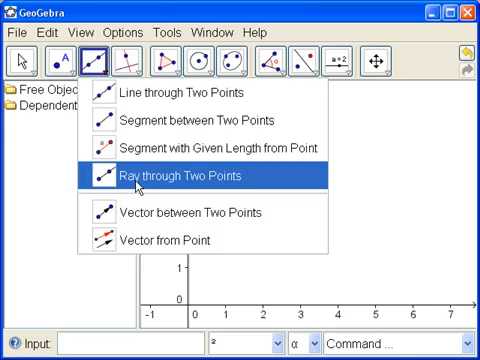 GeoGebra
File Edit View Options Tools Window Help
A
a=2
Free Obje
Dependent
Line through Two Points
Segment between Two Points
Segment with Given Length from Point
Ray through Two Points
Vector between Two Points
Vector from Point
1
0
-1 0 1 2 3 4 5 6 7
Input: ² α Command ...